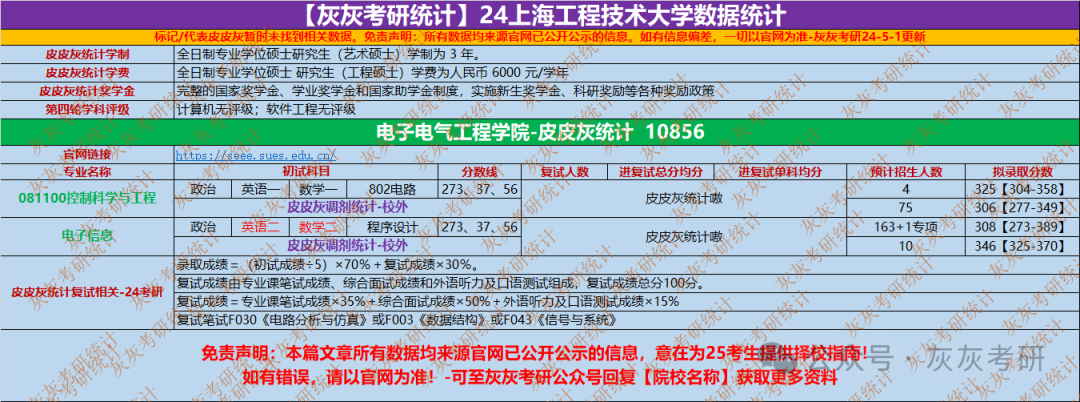 【灰灰考研统计】24上海工程技术大学数据统计
标记/代表皮皮灰暂时未找到相关数据。免责声明：所有数据均来源官网已公开公示的信息。如有信息偏差，一切以官网为准-灰灰考研24-5-1更新
皮皮灰统计学制 全日制专业学位硕士研究生（艺术硕士）学制为 3 年。
皮皮灰统计学费 全日制专业学位硕士 研究生（工程硕士）学费为人民币 6000 元/学年
皮皮灰统计奖学金 完整的国家奖学金、学业奖学金和国家助学金制度，实施新生奖学金、科研奖励等各种奖励政策
第四轮学科评级 计算机无评级；软件工程无评级
电子电气工程学院-皮皮灰统计 10856
官网链接 https://seee.sues.edu.cn/
专业名称 初试科目 分数线 复试人数 进复试总分均分 进复试单科均分 预计招生人数 拟录取分数
081100控制科学与工程 政治 英语一 数学一 802电路 273、37、56 皮皮灰统计嗷 4 325【304-358】
皮皮灰调剂统计-校外 75 306【277-349】
电子信息 政治 英语二 数学二 程序设计 273、37、56 皮皮灰统计嗷 163+1专项 308【273-389】
皮皮灰调剂统计-校外 10 346【325-370】
皮皮灰统计复试相关-24考研
录取成绩＝（初试成绩÷5）×70%＋复试成绩×30%。
复试成绩由专业课笔试成绩、综合面试成绩和外语听力及口语测试组成，复试成绩总分100分。
复试成绩＝专业课笔试成绩×35%＋综合面试成绩×50%＋外语听力及口语测试成绩×15%
复试笔试F030《电路分析与仿真》或F003《数据结构》或F043《信号与系统》
免责声明：本篇文章所有数据均来源官网已公开公示的信息，意在为25考生提供择校指南！
如有错误，请以官网为准！-可至灰灰考研公众号回复【院校名称】获取更多资料
公众号·灰灰考研
灰灰考研统计